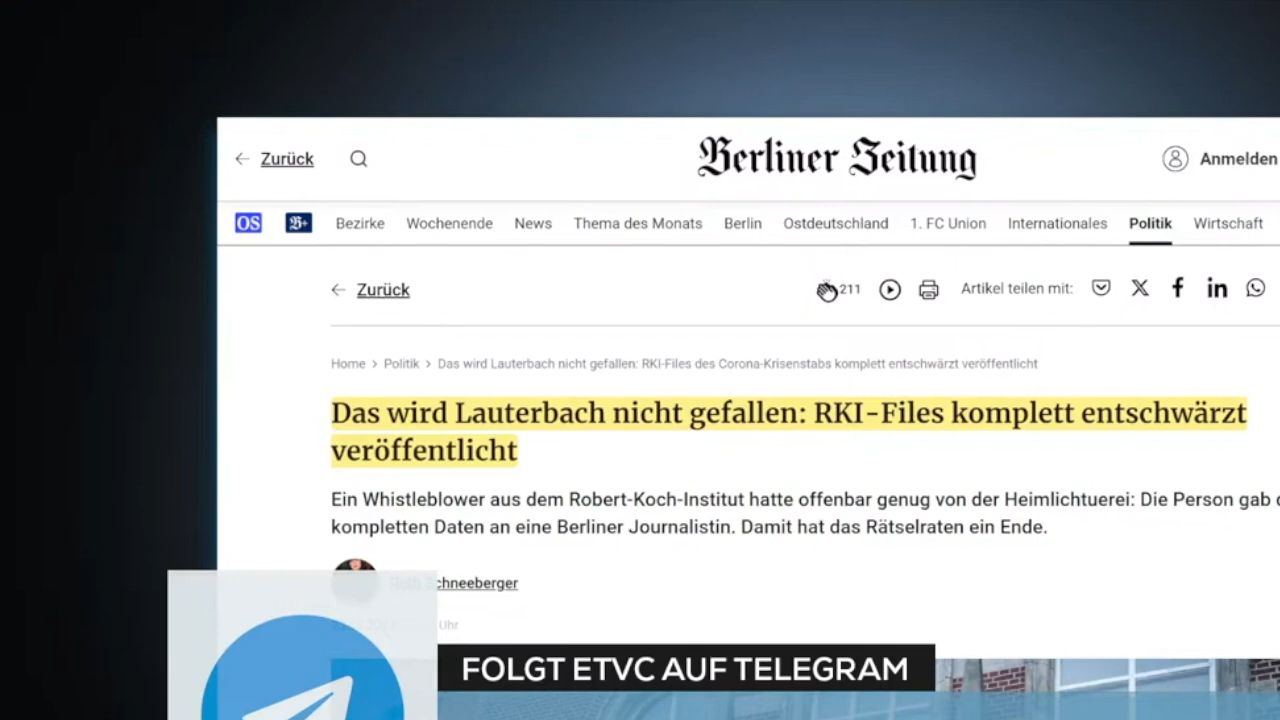 Zurück
Berliner Zeitung
Anmelden
OS
B+
Bezirke Wochenende News Thema des Monats Berlin Ostdeutschland 1. FC Union Internationales Politik Wirtschaft
Zurück
211
Artikel teilen mit:
Home > Politik > Das wird Lauterbach nicht gefallen: RKI-Files des Corona-Krisenstabs komplett entschwärzt veröffentlicht
Das wird Lauterbach nicht gefallen: RKI-Files komplett entschwärzt
veröffentlicht
Ein Whistleblower aus dem Robert-Koch-Institut hatte offenbar genug von der Heimlichtuerei: Die Person gab
kompletten Daten an eine Berliner Journalistin. Damit hat das Rätselraten ein Ende.
Schneeberger
Uhr
FOLGT ETVC AUF TELEGRAM